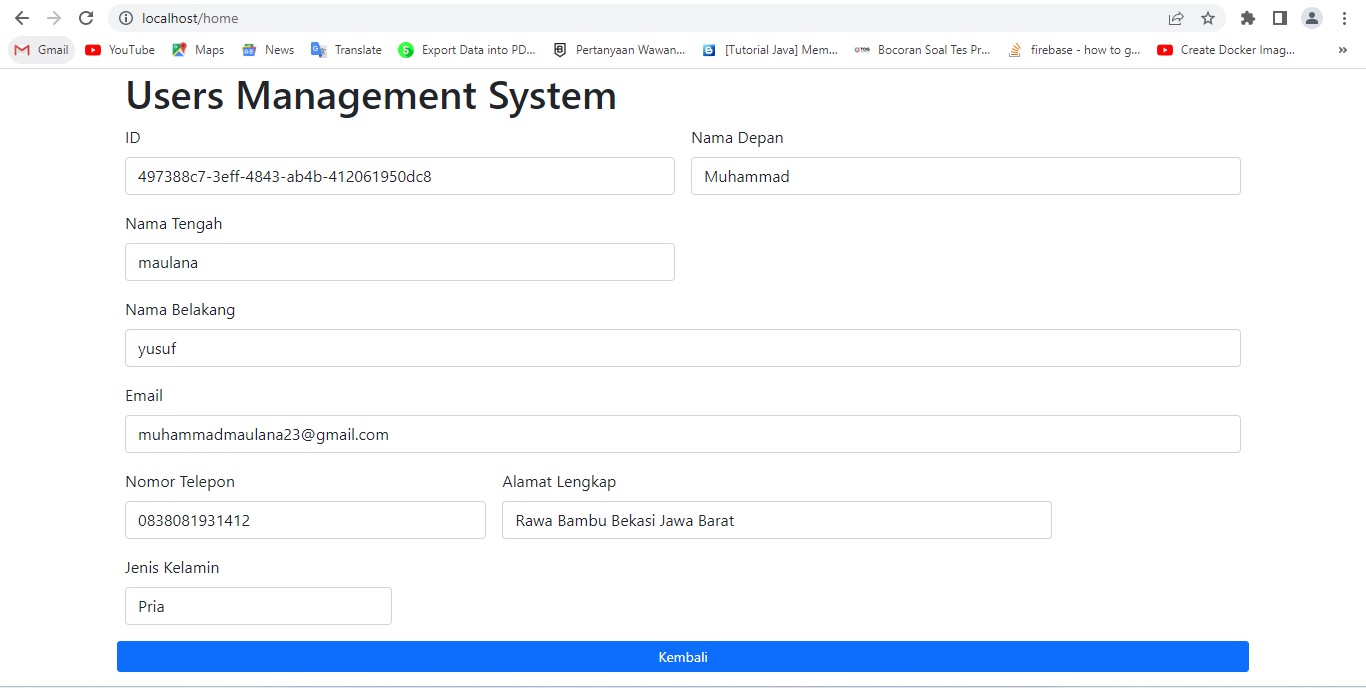 localhost/home
Gmail YouTube Maps News Translate Export Data into PD... Pertanyaan Wawan... [Tutorial Java] Mem... Bocoran Soal Tes Pr... firebase - how to g... Create Docker Imag... »
Users Management System
ID Nama Depan
497388c7-3eff-4843-ab4b-412061950dc8 Muhammad
Nama Tengah
maulana
Nama Belakang
yusuf
Email
muhammadmaulana23@gmail.com
Nomor Telepon Alamat Lengkap
0838081931412 Rawa Bambu Bekasi Jawa Barat
Jenis Kelamin
Pria
Kembali